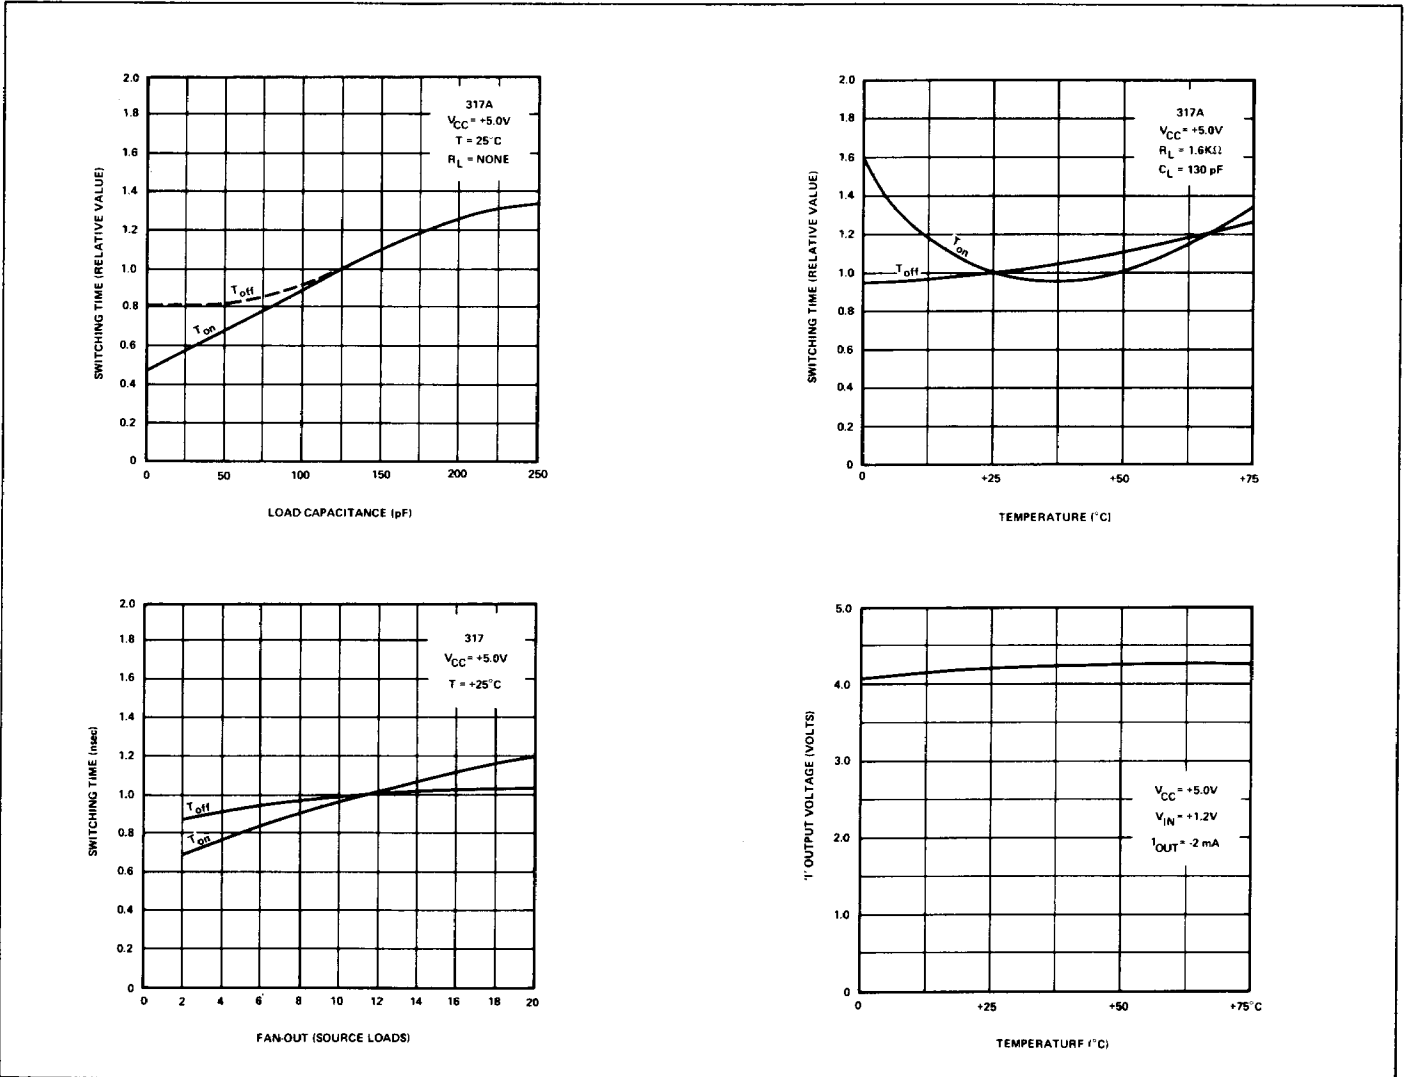 2.0
1.8
1.6
1.4
1.2
1.0
0.8
0.6
0.4
0.2
0
SWITCHING TIME (RELATIVE VALUE)
317A
VCC = +5.0V
T = 25°C
RL = NONE
Toff
Ton
0 50 100 150 200 250
LOAD CAPACITANCE (pF)
2.0
1.8
1.6
1.4
1.2
1.0
0.8
0.6
0.4
0.2
0
SWITCHING TIME (RELATIVE VALUE)
317A
VCC = +5.0V
RL = 1.6KΩ
CL = 130 pF
Ton
Toff
0 +25 +50 +75
TEMPERATURE (°C)
2.0
1.8
1.6
1.4
1.2
1.0
0.8
0.6
0.4
0.2
0
SWITCHING TIME (nsec)
317
VCC = +5.0V
T = +25°C
Toff
Ton
0 2 4 6 8 10 12 14 16 18 20
FAN-OUT (SOURCE LOADS)
5.0
4.0
3.0
2.0
1.0
0
'1' OUTPUT VOLTAGE (VOLTS)
VCC = +5.0V
VIN = +1.2V
IOUT = -2 mA
0 +25 +50 +75°C
TEMPERATURF (°C)